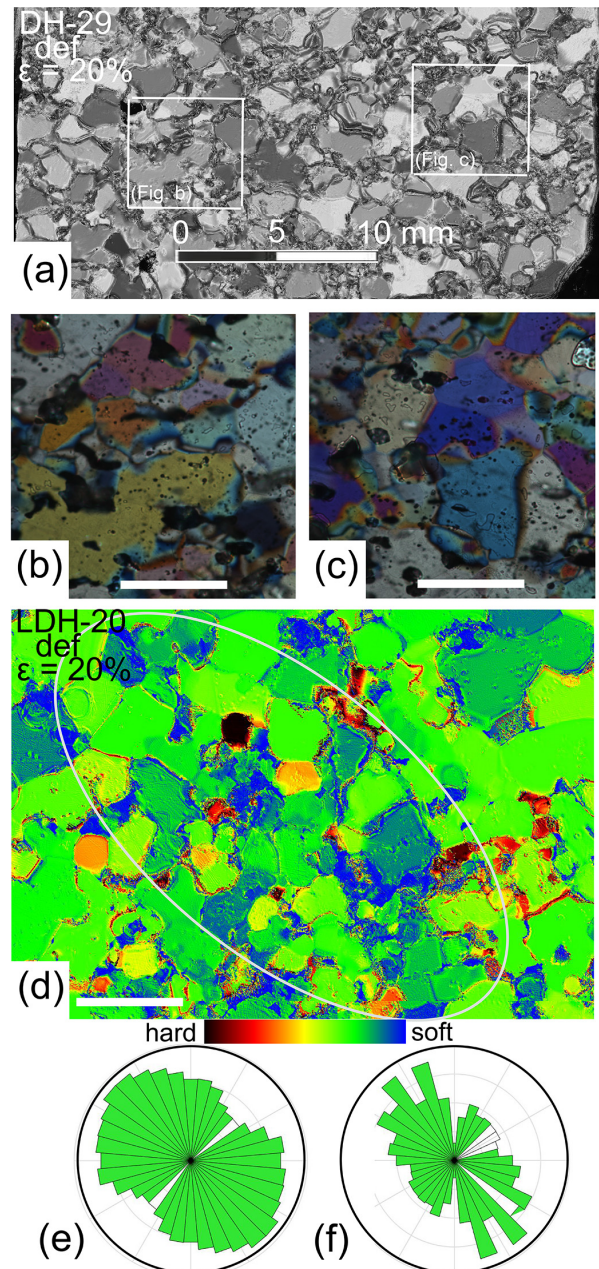 DH-29
def
ε = 20%
(Fig. b)
(Fig. c)
0 5 10 mm
(a)
(b)
(c)
LDH-20
def
ε = 20%
(d)
hard soft
(e)
(f)